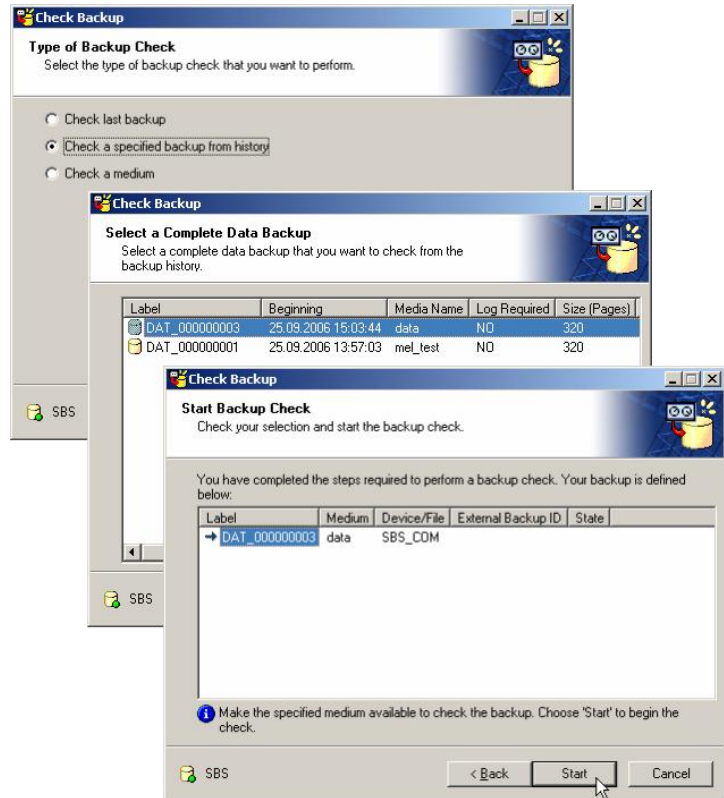 Check Backup
Type of Backup Check
Select the type of backup check that you want to perform.
Check last backup
Check a specified backup from history
Check a medium
SBS
Check Backup
Select a Complete Data Backup
Select a complete data backup that you want to check from the
backup history.
Label Beginning Media Name Log Required Size (Pages)
DAT_000000003 25.09.2006 15:03:44 data NO 320
DAT_000000001 25.09.2006 13:57:03 mel_test NO 320
SBS
Check Backup
Start Backup Check
Check your selection and start the backup check.
You have completed the steps required to perform a backup check. Your backup is defined
below:
Label Medium Device/File External Backup ID State
DAT_000000003 data SBS_COM
Make the specified medium available to check the backup. Choose 'Start' to begin the
check.
SBS
< Back Start Cancel